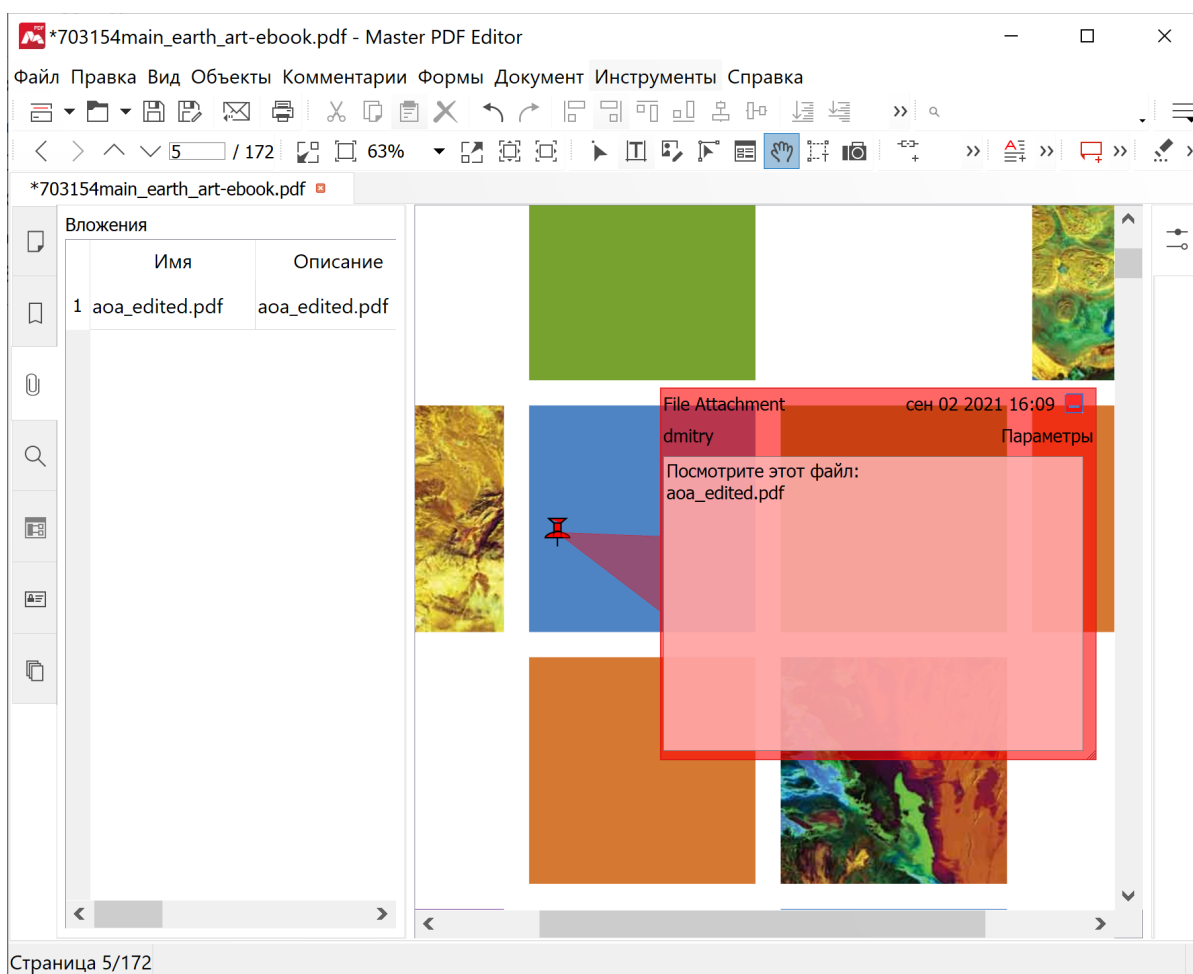 *703154main_earth_art-ebook.pdf - Master PDF Editor
Файл Правка Вид Объекты Комментарии Формы Документ Инструменты Справка
5 / 172 63%
*703154main_earth_art-ebook.pdf
Вложения
Имя Описание
1 aoa_edited.pdf aoa_edited.pdf
File Attachment сен 02 2021 16:09
dmitry Параметры
Посмотрите этот файл:
aoa_edited.pdf
Страница 5/172